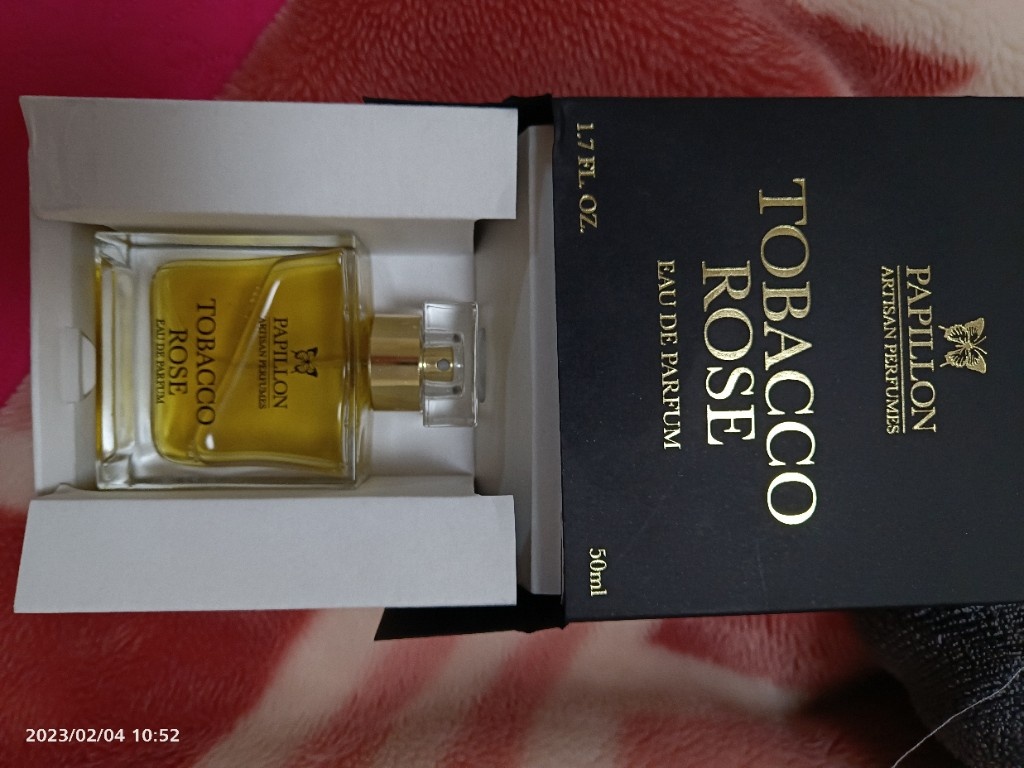 PAPILLON
ARTISAN PERFUMES
TOBACCO
ROSE
EAU DE PARFUM
1.7 FL. OZ.
50ml
PAPILLON
ARTISAN PERFUMES
TOBACCO
ROSE
EAU DE PARFUM
2023/02/04 10:52